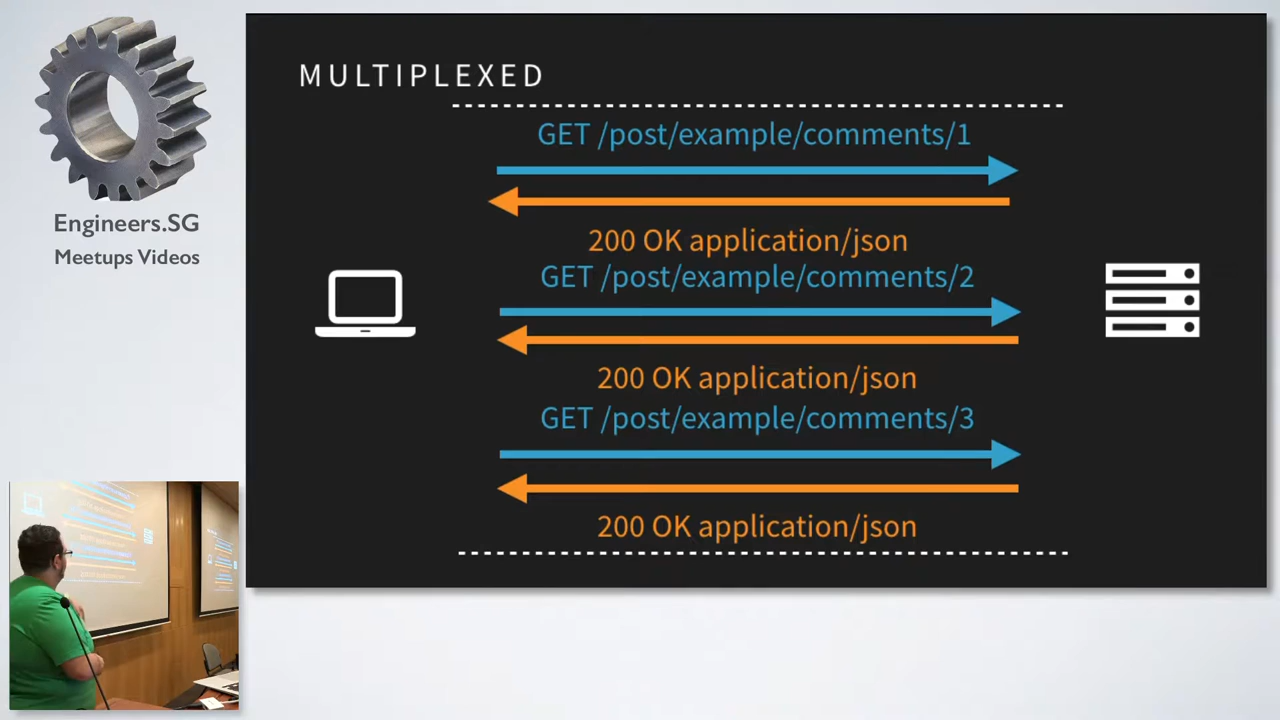 Engineers.SG
Meetups Videos
MULTIPLEXED
GET /post/example/comments/1
200 OK application/json
GET /post/example/comments/2
200 OK application/json
GET /post/example/comments/3
200 OK application/json